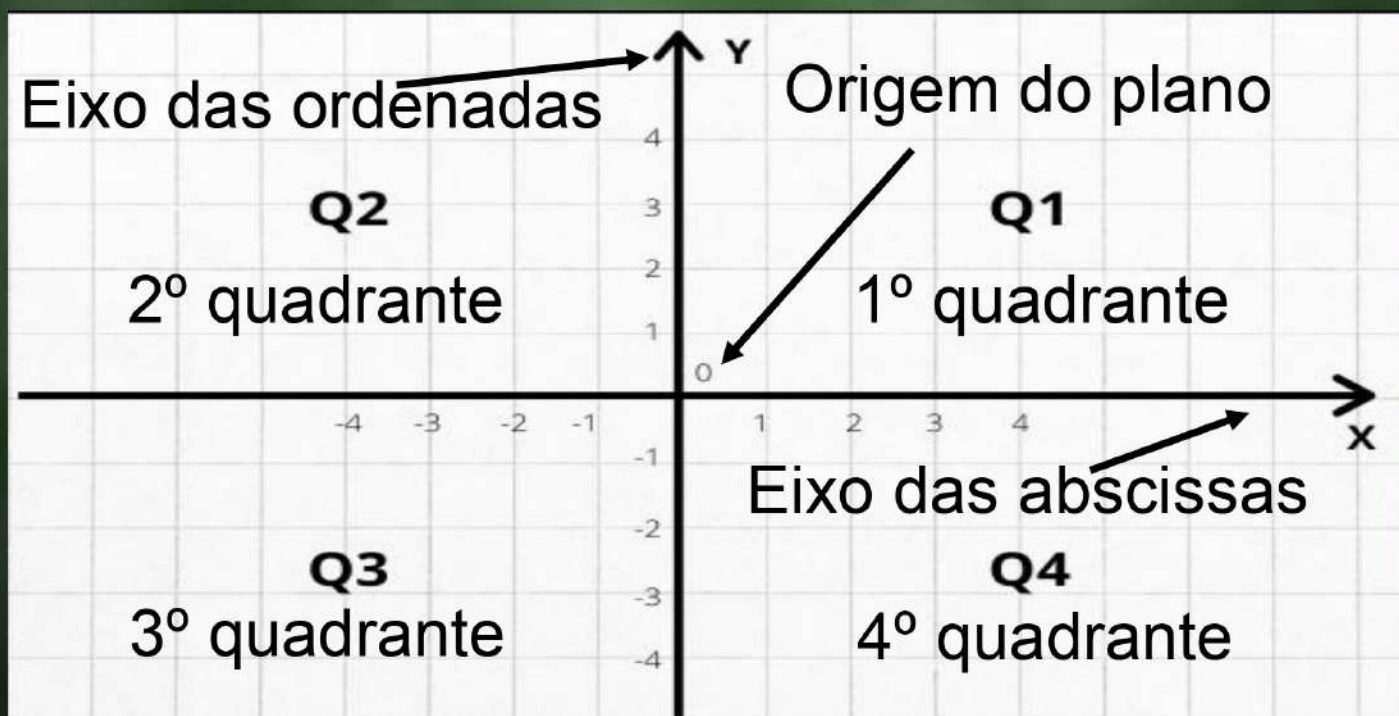 Y
Eixo das ordenadas
Origem do plano
4
Q2
3
Q1
2
2º quadrante
1º quadrante
1
0
-4 -3 -2 -1 1 2 3 4
X
-1
Eixo das abscissas
-2
Q3
Q4
-3
3º quadrante
4º quadrante
-4